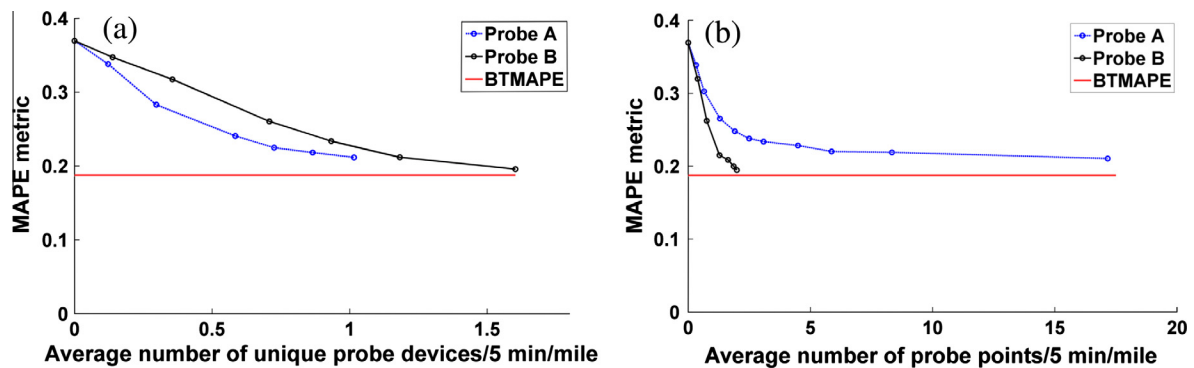 (a)
Probe A
Probe B
BTMAPE
MAPE metric
0.4
0.3
0.2
0.1
0
0 0.5 1 1.5
Average number of unique probe devices/5 min/mile
(b)
Probe A
Probe B
BTMAPE
MAPE metric
0.4
0.3
0.2
0.1
0
0 5 10 15 20
Average number of probe points/5 min/mile